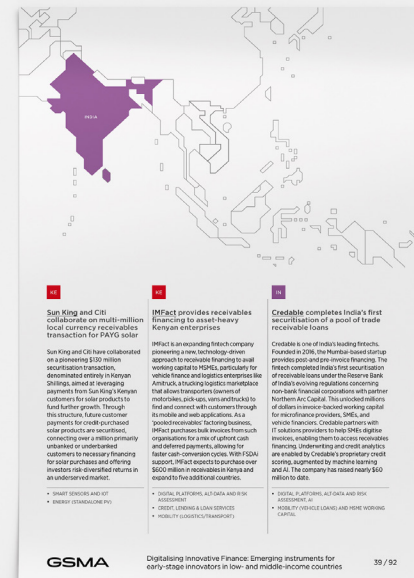 INDIA
KE
Sun King and Citi
collaborate on multi-million
local currency receivables
transaction for PAYG solar
Sun King and Citi have collaborated
on a pioneering $130 million
securitisation transaction,
denominated entirely in Kenyan
Shillings, aimed at leveraging
payments from Sun King's Kenyan
customers for solar products to
fund further growth. Through
this structure, future customer
payments for credit-purchased
solar products are securitised,
connecting over a million primarily
unbanked or underbanked
customers to necessary financing
for solar purchases and offering
investors risk-diversified returns in
an underserved market.
• SMART SENSORS AND IOT
• ENERGY (STANDALONE PV)
KE
IMFact provides receivables
financing to asset-heavy
Kenyan enterprises
IMFact is an expanding fintech company
pioneering a new, technology-driven
approach to receivable financing to avail
working capital to MSMEs, particularly for
vehicle finance and logistics enterprises like
Amitruck, a trucking logistics marketplace
that allows transporters (owners of
motorbikes, pick-ups, vans and trucks) to
find and connect with customers through
its mobile and web applications. As a
'pooled receivables' factoring business,
IMFact purchases bulk invoices from such
organisations for a mix of upfront cash
and deferred payments, allowing for
faster cash-conversion cycles. With FSDAi
support, IMFact expects to purchase over
$600 million in receivables in Kenya and
expand to five additional countries.
• DIGITAL PLATFORMS, ALT-DATA AND RISK
ASSESSMENT
• CREDIT, LENDING & LOAN SERVICES
• MOBILITY (LOGISTICS/TRANSPORT)
IN
Credable completes India's first
securitisation of a pool of trade
receivable loans
Credable is one of India's leading fintechs.
Founded in 2016, the Mumbai-based startup
provides post-and pre-invoice financing. The
fintech completed India's first securitisation
of receivable loans under the Reserve Bank
of India's evolving regulations concerning
non-bank financial corporations with partner
Northern Arc Capital. This unlocked millions
of dollars in invoice-backed working capital
for microfinance providers, SMEs, and
vehicle financiers. Credable partners with
IT solutions providers to help SMEs digitise
invoices, enabling them to access receivables
financing. Underwriting and credit analytics
are enabled by Credable's proprietary credit
scoring, augmented by machine learning
and AI. The company has raised nearly $60
million to date.
• DIGITAL PLATFORMS, ALT-DATA AND RISK
ASSESSMENT, AI
• MOBILITY (VEHICLE LOANS) AND MSME WORKING
CAPITAL
GSMA
Digitalising Innovative Finance: Emerging instruments for
early-stage innovators in low- and middle-income countries
39 / 92